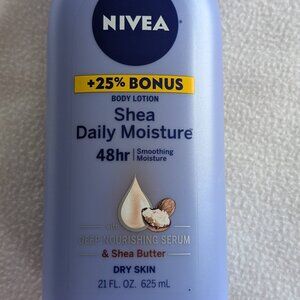 NIVEA
+25% BONUS
BODY LOTION
Shea
Daily Moisture
48hr | Smoothing
Moisture
with
DEEP NOURISHING SERUM
& Shea Butter
DRY SKIN
21 FL. OZ. 625 mL